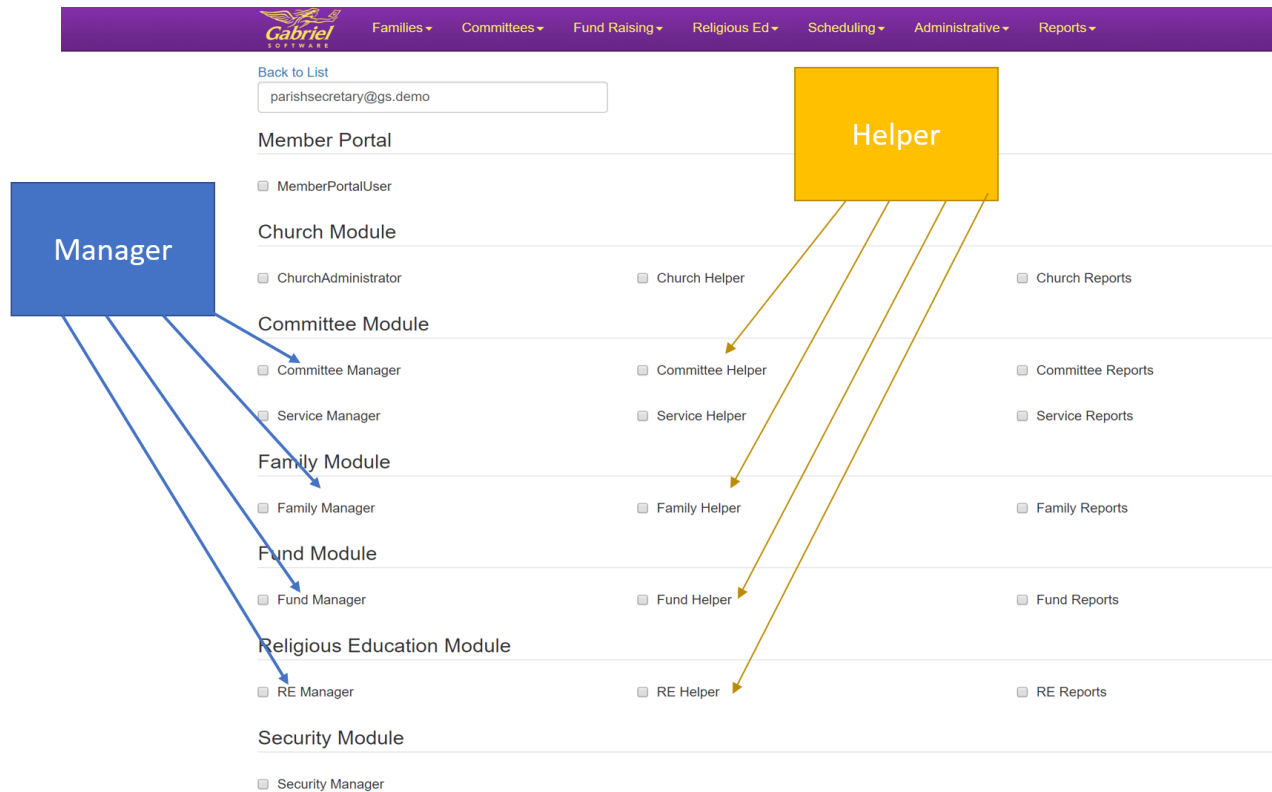 Gabriel
SOFTWARE
Families Committees Fund Raising Religious Ed Scheduling Administrative Reports
Back to List
parishsecretary@gs.demo
Helper
Member Portal
MemberPortalUser
Manager
Church Module
ChurchAdministrator Church Helper Church Reports
Committee Module
Committee Manager Committee Helper Committee Reports
Service Manager Service Helper Service Reports
Family Module
Family Manager Family Helper Family Reports
Fund Module
Fund Manager Fund Helper Fund Reports
Religious Education Module
RE Manager RE Helper RE Reports
Security Module
Security Manager